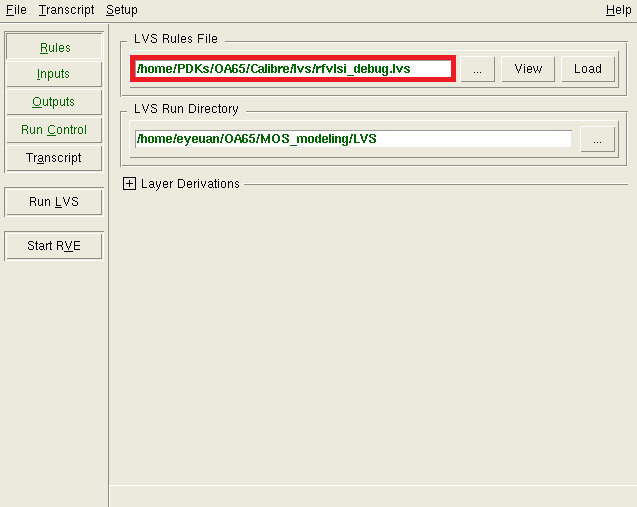 File Transcript Setup Help
Rules
Inputs
Outputs
Run Control
Transcript
Run LVS
Start RVE
LVS Rules File
/home/PDKs/OA65/Calibre/lvs/rfvlsi_debug.lvs ... View Load
LVS Run Directory
/home/eyeuan/OA65/MOS_modeling/LVS ...
+ Layer Derivations